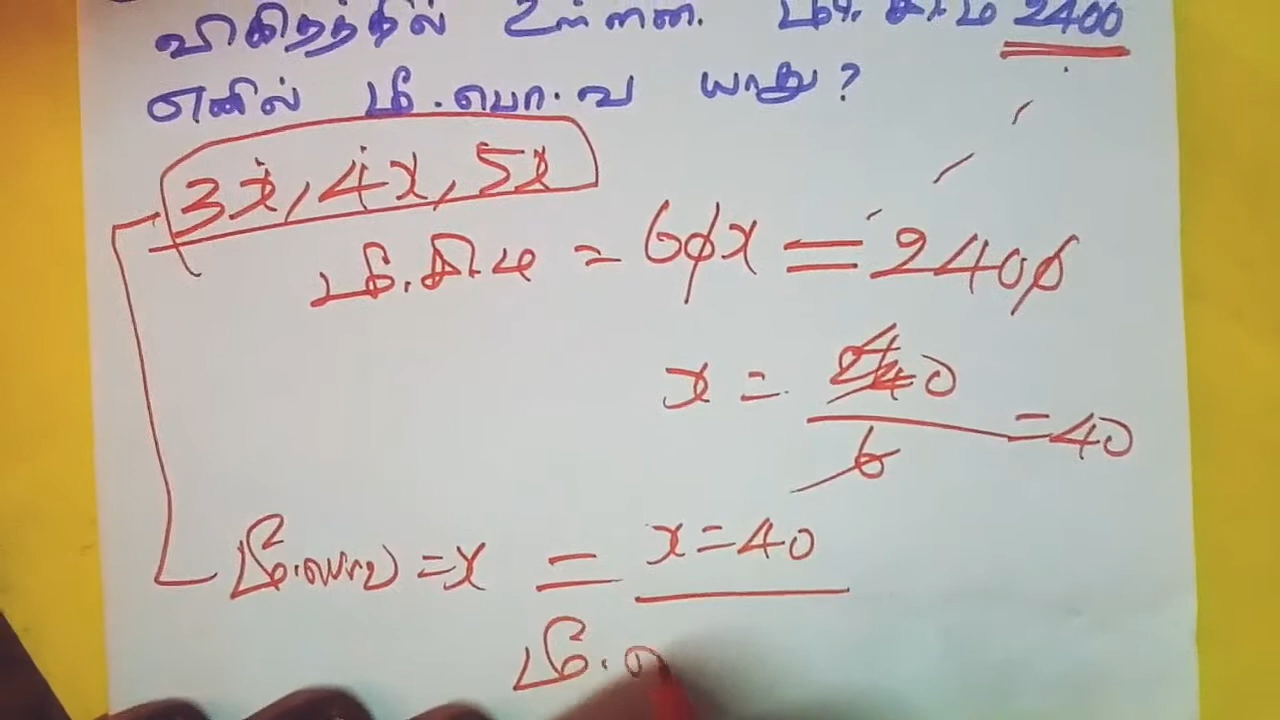 விகிதத்தில் உள்ளன. மீ.சி.ம 2400
எனில் மீ.பொ.வ யாது?
3x, 4x, 5x
மீ.சி.ம = 60x = 2400
x = 240/6 = 40
மீ.பொ.வ = x = x = 40
மீ.